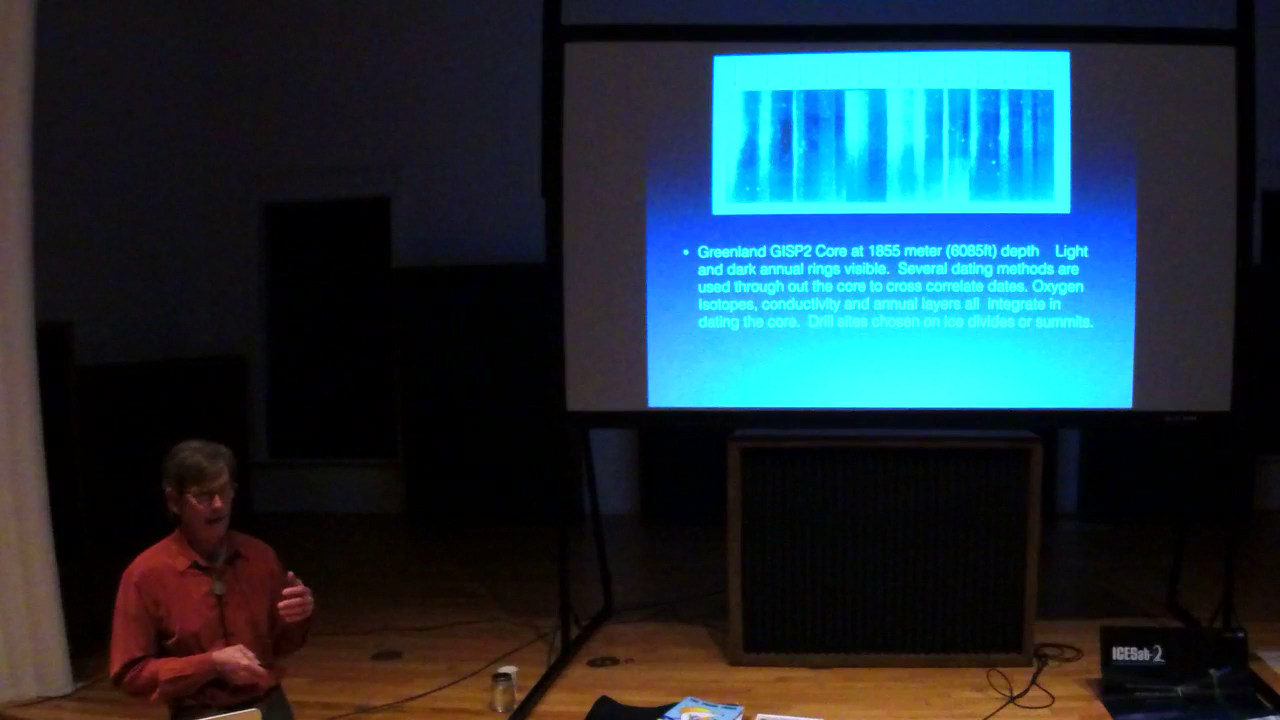 • Greenland GISP2 Core at 1855 meter (6085ft) depth Light
and dark annual rings visible. Several dating methods are
used through out the core to cross correlate dates. Oxygen
Isotopes, conductivity and annual layers all integrate in
dating the core. Drill sites chosen on ice divides or summits.
ICESat-2